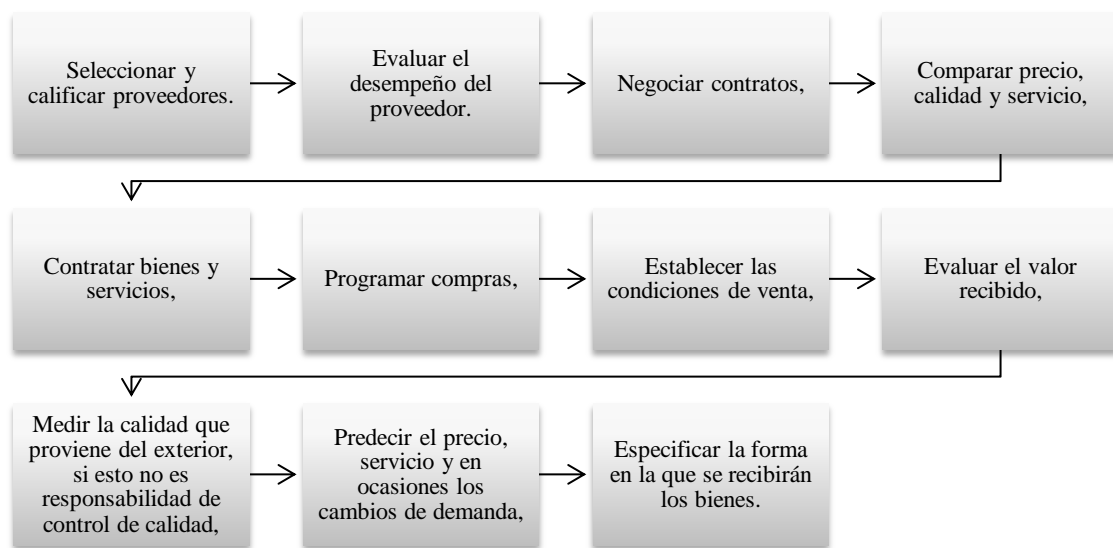 Seleccionar y
calificar proveedores.
Evaluar el
desempeño del
proveedor.
Negociar contratos,
Comparar precio,
calidad y servicio,
Contratar bienes y
servicios,
Programar compras,
Establecer las
condiciones de venta,
Evaluar el valor
recibido,
Medir la calidad que
proviene del exterior,
si esto no es
responsabilidad de
control de calidad,
Predecir el precio,
servicio y en
ocasiones los
cambios de demanda,
Especificar la forma
en la que se recibirán
los bienes.